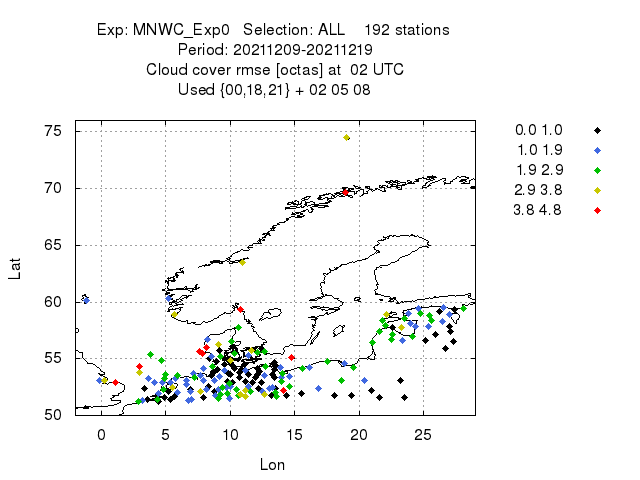 Exp: MNWC_Exp0 Selection: ALL 192 stations
Period: 20211209-20211219
Cloud cover rmse [octas] at 02 UTC
Used {00,18,21} + 02 05 08
0.0 1.0
1.0 1.9
1.9 2.9
2.9 3.8
3.8 4.8
75
70
65
60
55
50
Lat
0 5 10 15 20 25
Lon